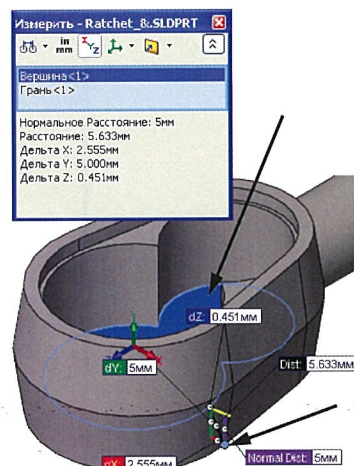 Измерить - Ratchet_&.SLDPRT
in
mm
X
Y
Z
Вершина<1>
Грань<1>
Нормальное Расстояние: 5мм
Расстояние: 5.633мм
Дельта X: 2.555мм
Дельта Y: 5.000мм
Дельта Z: 0.451мм
dZ: 0.451мм
dY: 5мм
Dist: 5.633мм
dX: 2.555мм
Normal Dist: 5мм